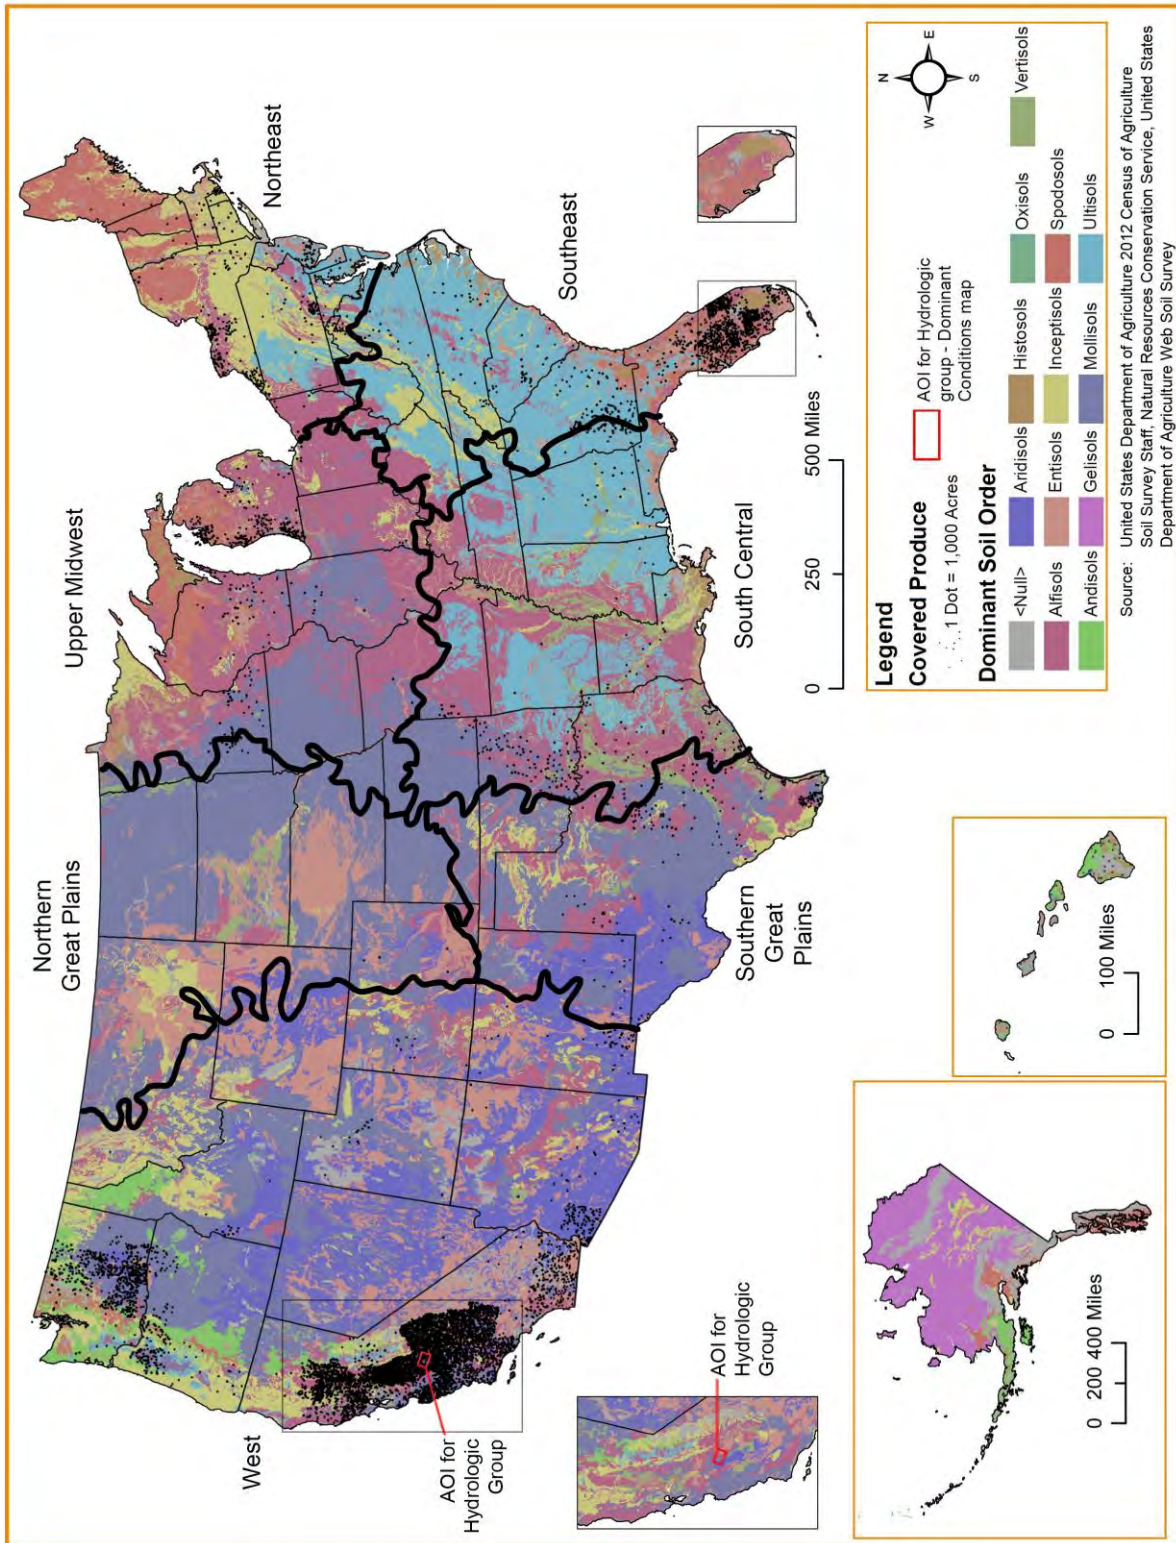 Northern
Great Plains
Upper Midwest
Northeast
West
AOI for
Hydrologic
Group
Southern
Great
Plains
South Central
Southeast
0 250 500 Miles
AOI for
Hydrologic
Group
0 200 400 Miles
0 100 Miles
Legend
Covered Produce
1 Dot = 1,000 Acres
AOI for Hydrologic
group - Dominant
Conditions map
N
W E
S
Dominant Soil Order
<Null> Aridisols Histosols Oxisols Vertisols
Alfisols Entisols Inceptisols Spodosols
Andisols Gelisols Mollisols Ultisols
Source: United States Department of Agriculture 2012 Census of Agriculture
Soil Survey Staff, Natural Resources Conservation Service, United States
Department of Agriculture Web Soil Survey